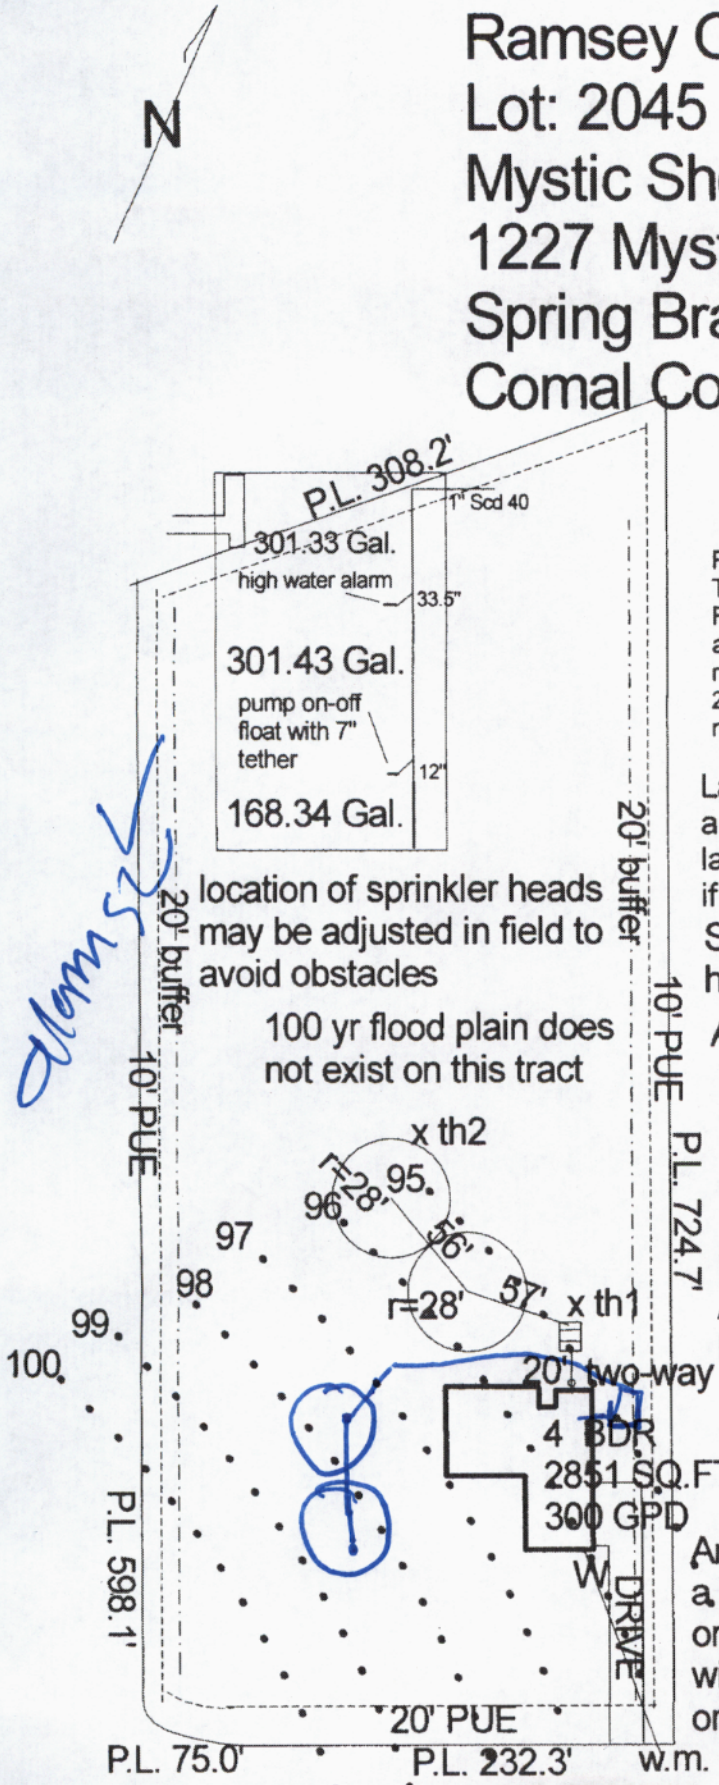 Ramsey C
Lot: 2045
Mystic Sh
1227 Myst
Spring Bra
Comal Co
N
P.L. 308.2'
1" Scd 40
301.33 Gal.
high water alarm
33.5"
301.43 Gal.
pump on-off
float with 7"
tether
12"
168.34 Gal.
20' buffer
20' buffer
location of sprinkler heads
may be adjusted in field to
avoid obstacles
100 yr flood plain does
not exist on this tract
10' PUE
10' PUE
P.L. 724.7'
x th2
r=28'
95
96
56'
97
98
57'
r=28'
x th1
99
100
20' two-way
4 BDR
2851 SQ.FT
300 GPD
P.L. 598.1'
W
DRIVE
An
a
or
wi
or
20' PUE
P.L. 75.0'
P.L. 232.3'
w.m.